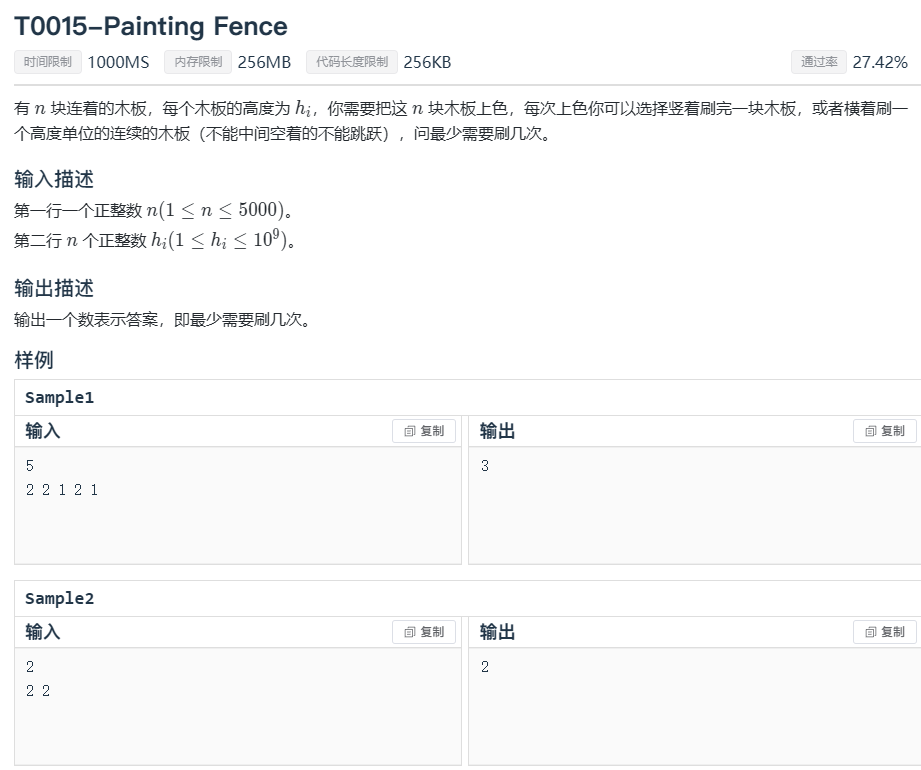 T0015–Painting Fence
时间限制 1000MS 内存限制 256MB 代码长度限制 256KB 通过率 27.42%
有 n 块连着的木板，每个木板的高度为 hᵢ，你需要把这 n 块木板上色，每次上色你可以选择竖着刷完一块木板，或者横着刷一
个高度单位的连续的木板（不能中间空着的不能跳跃），问最少需要刷几次。
输入描述
第一行一个正整数 n(1 ≤ n ≤ 5000)。
第二行 n 个正整数 hᵢ(1 ≤ hᵢ ≤ 10⁹)。
输出描述
输出一个数表示答案，即最少需要刷几次。
样例
Sample1
输入 复制 输出 复制
5 3
2 2 1 2 1
Sample2
输入 复制 输出 复制
2 2
2 2